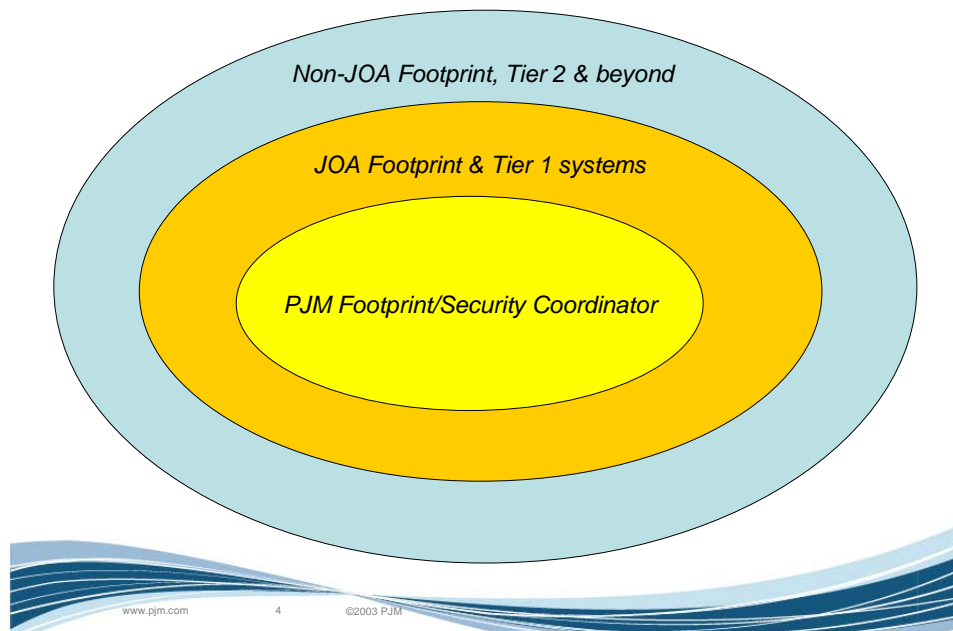 Non-JOA Footprint, Tier 2 & beyond
JOA Footprint & Tier 1 systems
PJM Footprint/Security Coordinator
www.pjm.com 4 ©2003 PJM